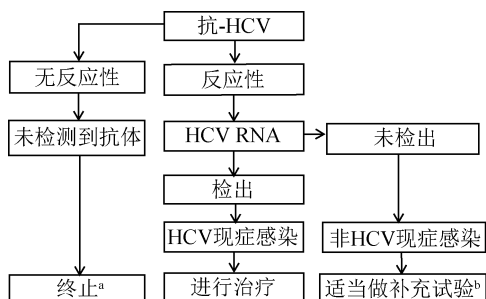 抗-HCV
无反应性
反应性
未检测到抗体
HCV RNA
未检出
检出
HCV现症感染
非HCV现症感染
终止ᵃ
进行治疗
适当做补充试验ᵇ